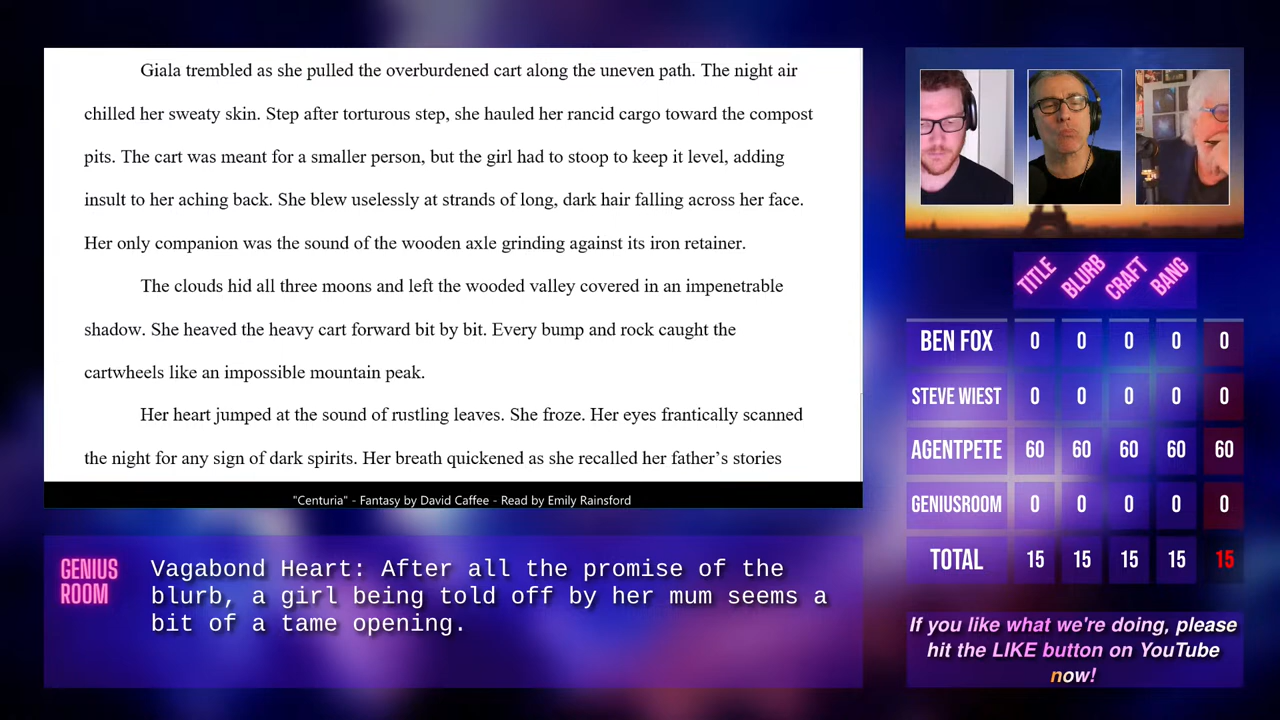 Giala trembled as she pulled the overburdened cart along the uneven path. The night air
chilled her sweaty skin. Step after torturous step, she hauled her rancid cargo toward the compost
pits. The cart was meant for a smaller person, but the girl had to stoop to keep it level, adding
insult to her aching back. She blew uselessly at strands of long, dark hair falling across her face.
Her only companion was the sound of the wooden axle grinding against its iron retainer.
The clouds hid all three moons and left the wooded valley covered in an impenetrable
shadow. She heaved the heavy cart forward bit by bit. Every bump and rock caught the
cartwheels like an impossible mountain peak.
Her heart jumped at the sound of rustling leaves. She froze. Her eyes frantically scanned
the night for any sign of dark spirits. Her breath quickened as she recalled her father’s stories
"Centuria" - Fantasy by David Caffee - Read by Emily Rainsford
GENIUS
ROOM
Vagabond Heart: After all the promise of the
blurb, a girl being told off by her mum seems a
bit of a tame opening.
TITLE BLURB CRAFT BANG
BEN FOX 0 0 0 0 0
STEVE WIEST 0 0 0 0 0
AGENTPETE 60 60 60 60 60
GENIUSROOM 0 0 0 0 0
TOTAL 15 15 15 15 15
If you like what we're doing, please
hit the LIKE button on YouTube
now!